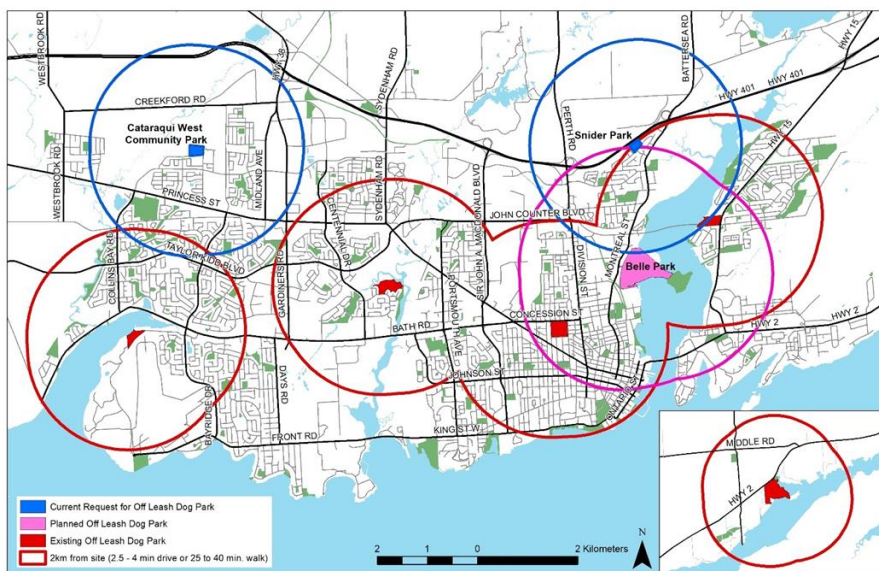 WESTBROOK RD
HWY 38
SYDENHAM RD
BATTERSEA RD
HWY 15
HWY 401
HWY 401
CREEKFORD RD
PERTH RD
Snider Park
Cataraqui West
Community Park
MIDLAND AVE
SYDENHAM RD
HWY 15
WESTBROOK RD
PRINCESS ST
CENTENNIAL DR
SIR JOHN A. MACDONALD BLVD
JOHN COUNTER BLVD
MONTREAL ST
COLLINS BAY RD
TAYLOR KIDD BLVD
GARDINERS RD
PORTSMOUTH AVE
DIVISION ST
Belle Park
BATH RD
CONCESSION ST
HWY 2
JOHNSON ST
DAYS RD
BAYRIDGE DR
ONTARIO ST
FRONT RD
KING ST W
MIDDLE RD
HWY 2
Current Request for Off Leash Dog Park
Planned Off Leash Dog Park
Existing Off Leash Dog Park
2km from site (2.5 - 4 min drive or 25 to 40 min. walk)
2 1 0 2 Kilometers
N